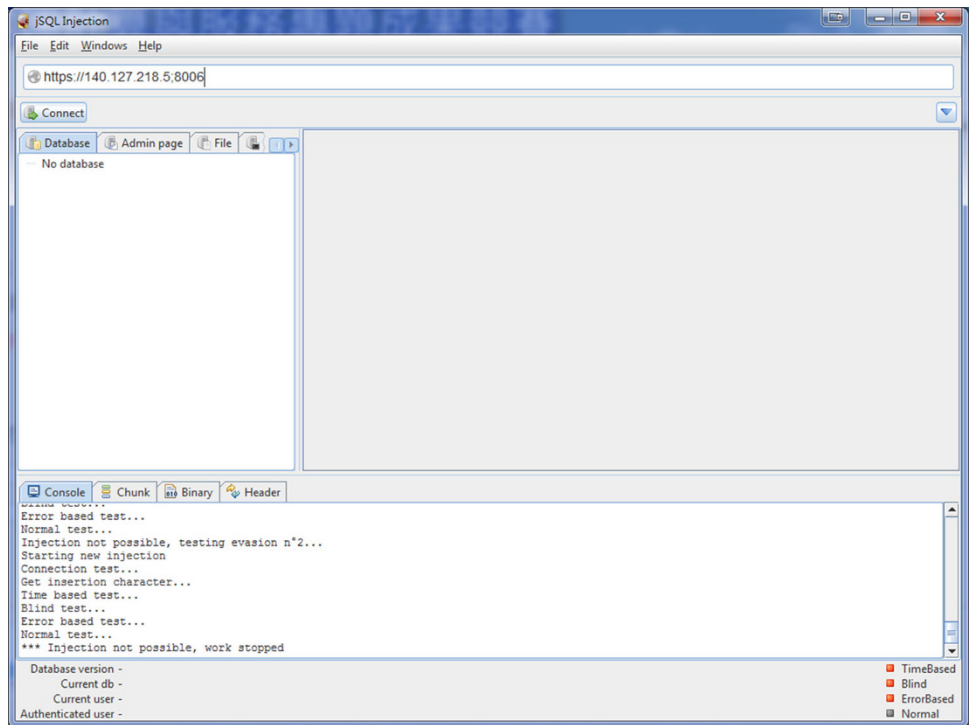 jSQL Injection
File Edit Windows Help
https://140.127.218.5;8006
Connect
Database Admin page File
No database
Console Chunk Binary Header
Blind test...
Error based test...
Normal test...
Injection not possible, testing evasion n°2...
Starting new injection
Connection test...
Get insertion character...
Time based test...
Blind test...
Error based test...
Normal test...
*** Injection not possible, work stopped
Database version -
Current db -
Current user -
Authenticated user -
TimeBased
Blind
ErrorBased
Normal